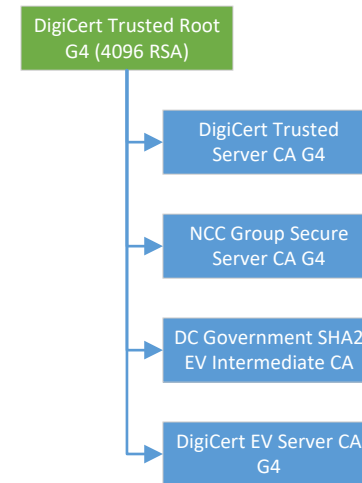 DigiCert Trusted Root
G4 (4096 RSA)
DigiCert Trusted
Server CA G4
NCC Group Secure
Server CA G4
DC Government SHA2
EV Intermediate CA
DigiCert EV Server CA
G4